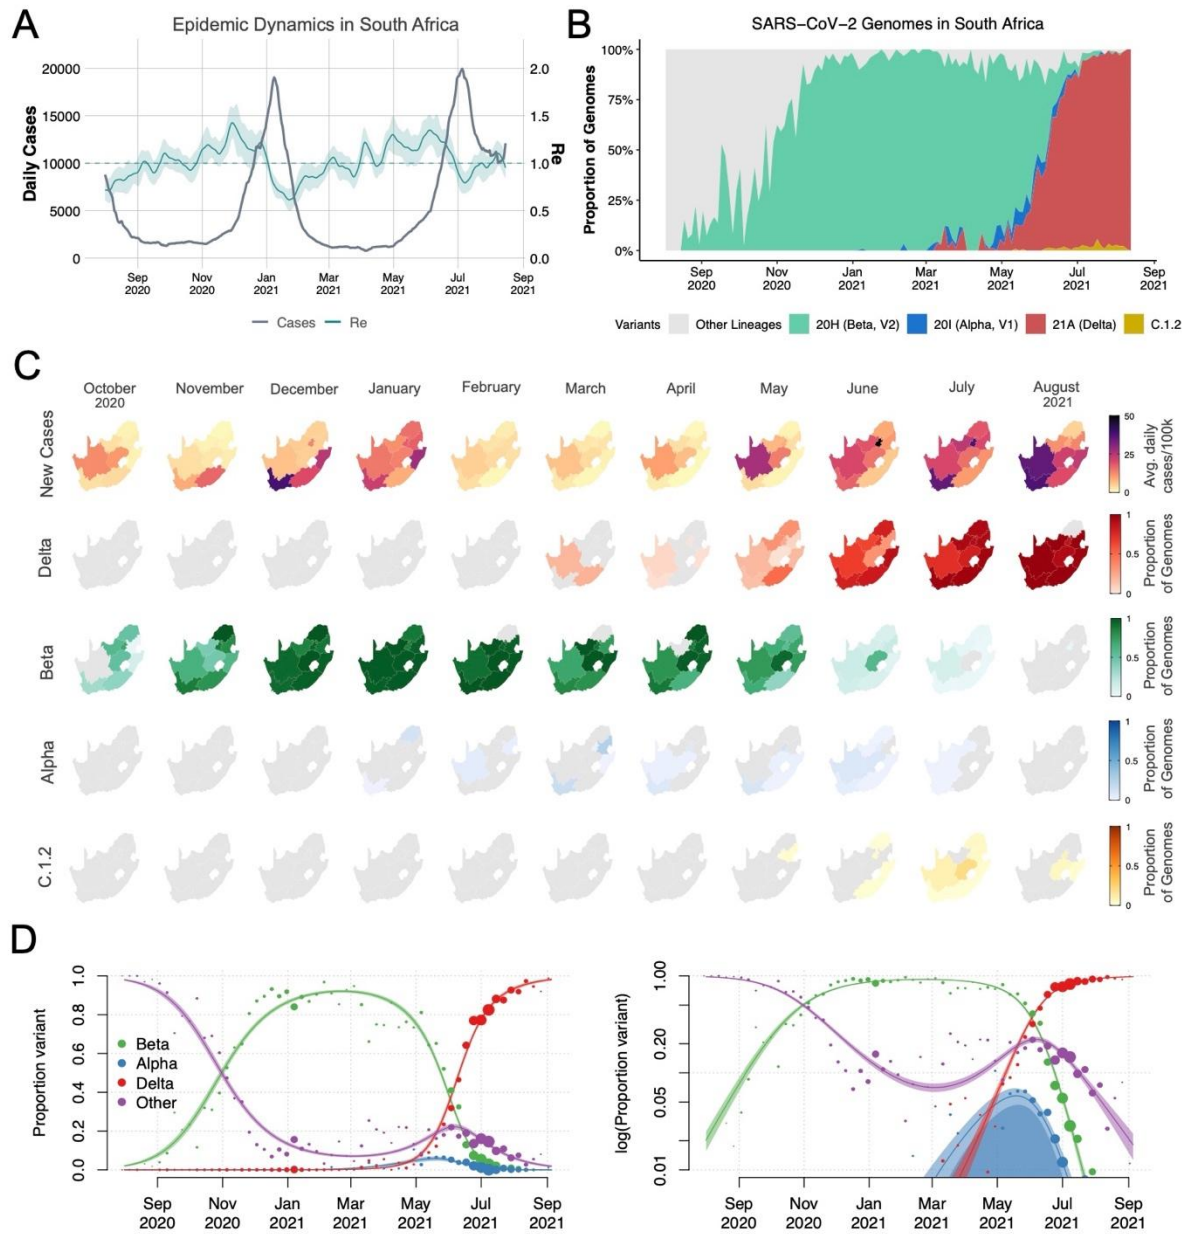 A
Epidemic Dynamics in South Africa
Daily Cases
20000
15000
10000
5000
0
2.0
1.5
1.0
0.5
0.0
Re
Sep 2020
Nov 2020
Jan 2021
Mar 2021
May 2021
Jul 2021
Sep 2021
Cases
Re
B
SARS−CoV−2 Genomes in South Africa
Proportion of Genomes
100%
75%
50%
25%
0%
Sep 2020
Nov 2020
Jan 2021
Mar 2021
May 2021
Jul 2021
Sep 2021
Variants
Other Lineages
20H (Beta, V2)
20I (Alpha, V1)
21A (Delta)
C.1.2
C
October 2020
November
December
January
February
March
April
May
June
July
August 2021
New Cases
50
25
0
Avg. daily
cases/100k
Delta
1
0.5
0
Proportion
of Genomes
Beta
1
0.5
0
Proportion
of Genomes
Alpha
1
0.5
0
Proportion
of Genomes
C.1.2
1
0.5
0
Proportion
of Genomes
D
Proportion variant
1.0
0.8
0.6
0.4
0.2
0.0
Beta
Alpha
Delta
Other
Sep 2020
Nov 2020
Jan 2021
Mar 2021
May 2021
Jul 2021
Sep 2021
log(Proportion variant)
1.00
0.20
0.05
0.01
Sep 2020
Nov 2020
Jan 2021
Mar 2021
May 2021
Jul 2021
Sep 2021